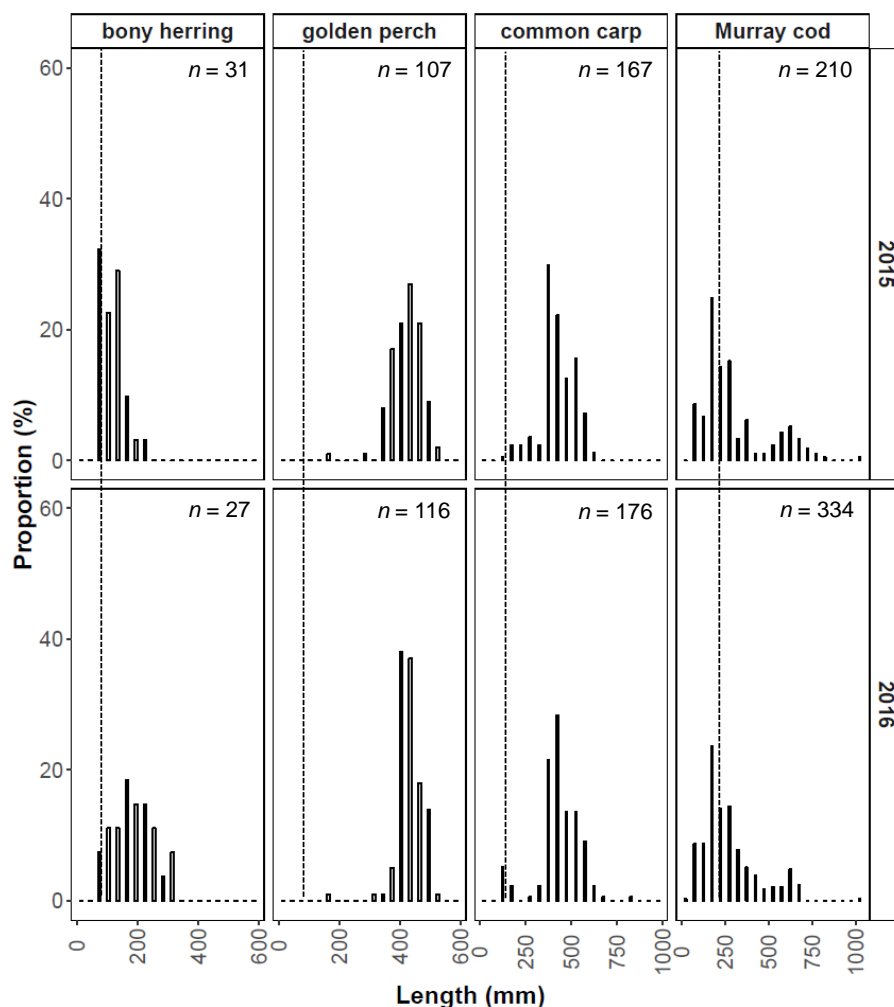 bony herring golden perch common carp Murray cod
n = 31 n = 107 n = 167 n = 210
60
40
20
0
2015
Proportion (%)
n = 27 n = 116 n = 176 n = 334
60
40
20
0
2016
0 200 400 600 0 200 400 600 0 250 500 750 1000 0 250 500 750 1000
Length (mm)